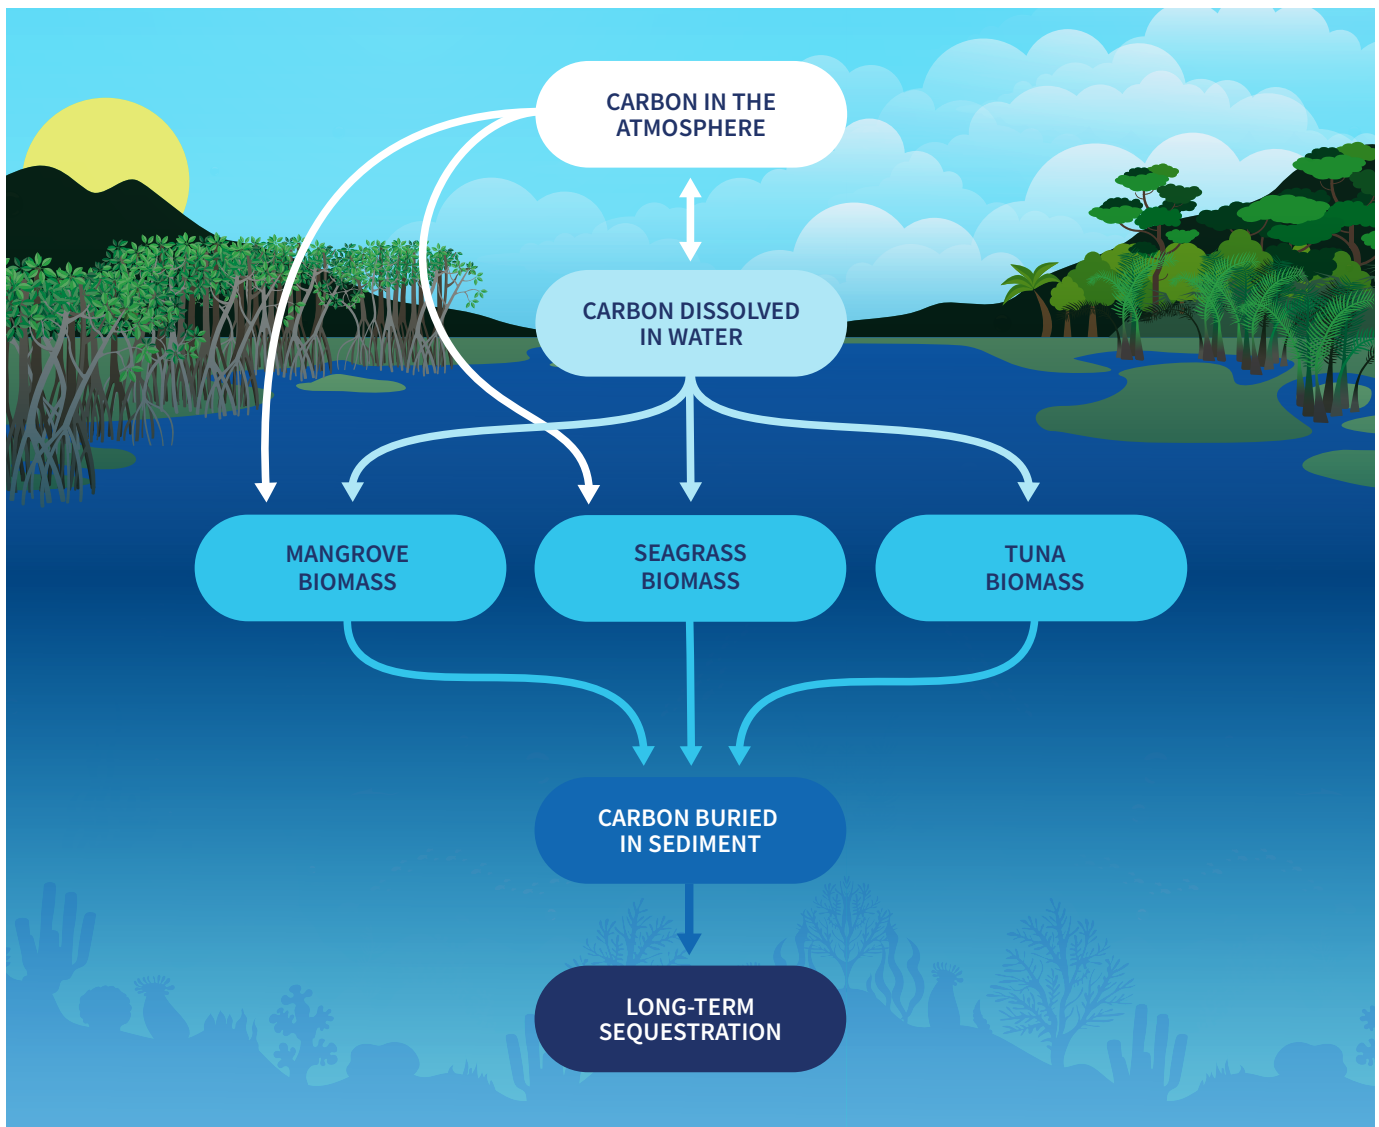 CARBON IN THE
ATMOSPHERE
CARBON DISSOLVED
IN WATER
MANGROVE
BIOMASS
SEAGRASS
BIOMASS
TUNA
BIOMASS
CARBON BURIED
IN SEDIMENT
LONG-TERM
SEQUESTRATION